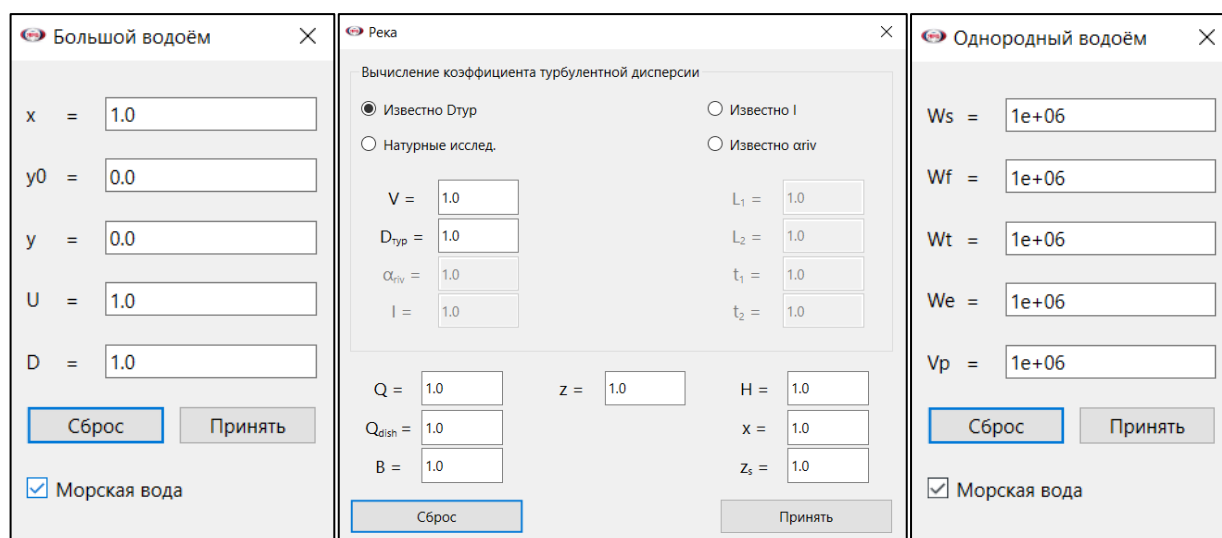 Большой водоём
x = 1.0
y0 = 0.0
y = 0.0
U = 1.0
D = 1.0
Сброс Принять
Морская вода
Река
Вычисление коэффициента турбулентной дисперсии
Известно Dтур Известно I
Натурные исслед. Известно αriv
V = 1.0 L₁ = 1.0
Dтур = 1.0 L₂ = 1.0
αriv = 1.0 t₁ = 1.0
I = 1.0 t₂ = 1.0
Q = 1.0 z = 1.0 H = 1.0
Qdish = 1.0 x = 1.0
B = 1.0 zₛ = 1.0
Сброс Принять
Однородный водоём
Ws = 1e+06
Wf = 1e+06
Wt = 1e+06
We = 1e+06
Vp = 1e+06
Сброс Принять
Морская вода